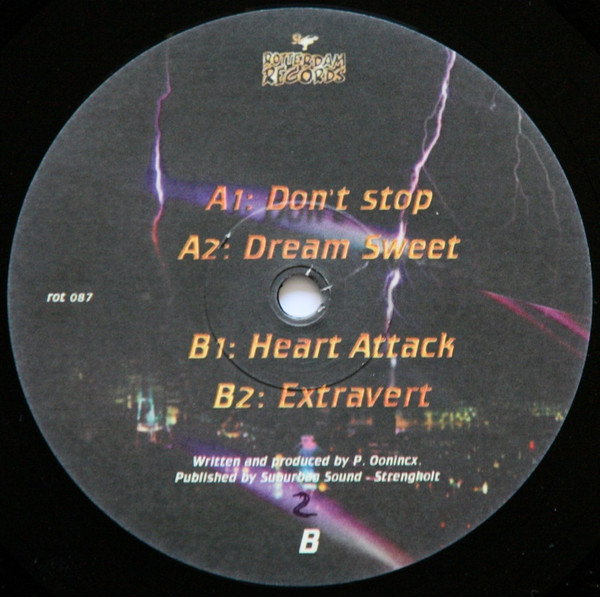 ROTTERDAM
RECORDS
A1: Don't stop
A2: Dream Sweet
rot 087
B1: Heart Attack
B2: Extravert
Written and produced by P. Oonincx.
Published by Suburban Sound - Strengholt
2
B